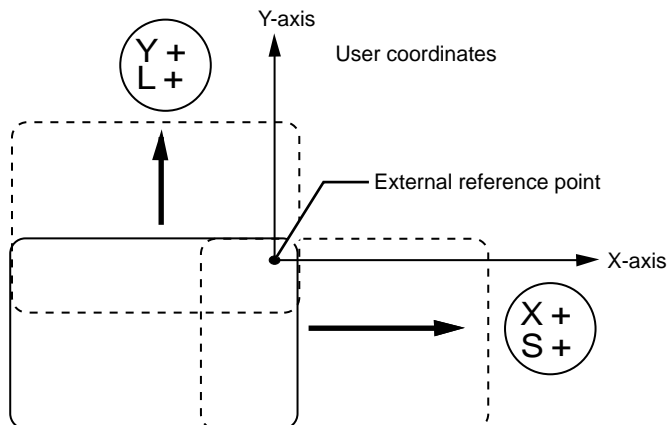 Y-axis
Y +
L +
User coordinates
External reference point
X-axis
X +
S +